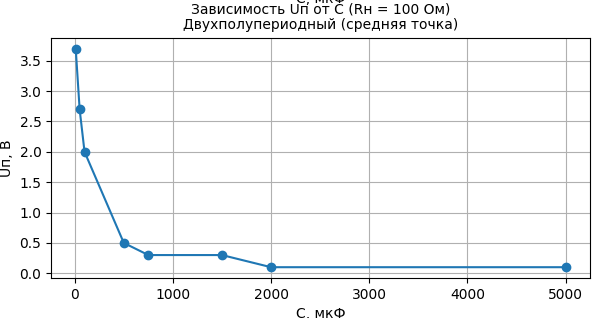 С, мкФ
Зависимость Uп от C (Rн = 100 Ом)
Двухполупериодный (средняя точка)
Uп, В
3.5
3.0
2.5
2.0
1.5
1.0
0.5
0.0
0 1000 2000 3000 4000 5000
С, мкФ